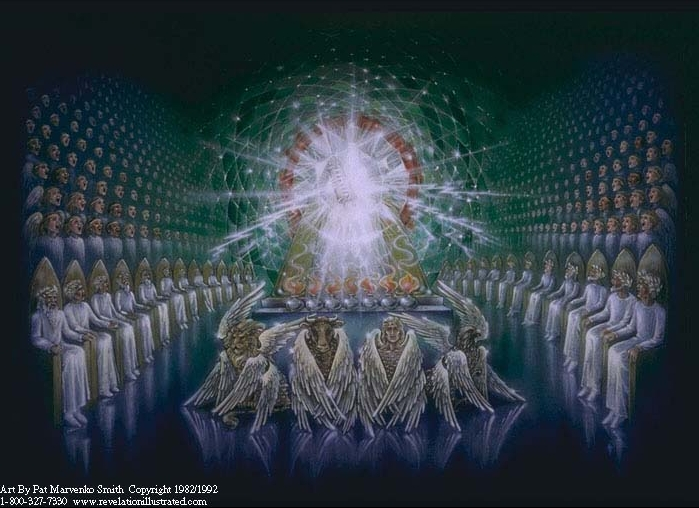 Art By Pat Marvenko Smith Copyright 1982/1992
1-800-327-7330 www.revelationillustrated.com